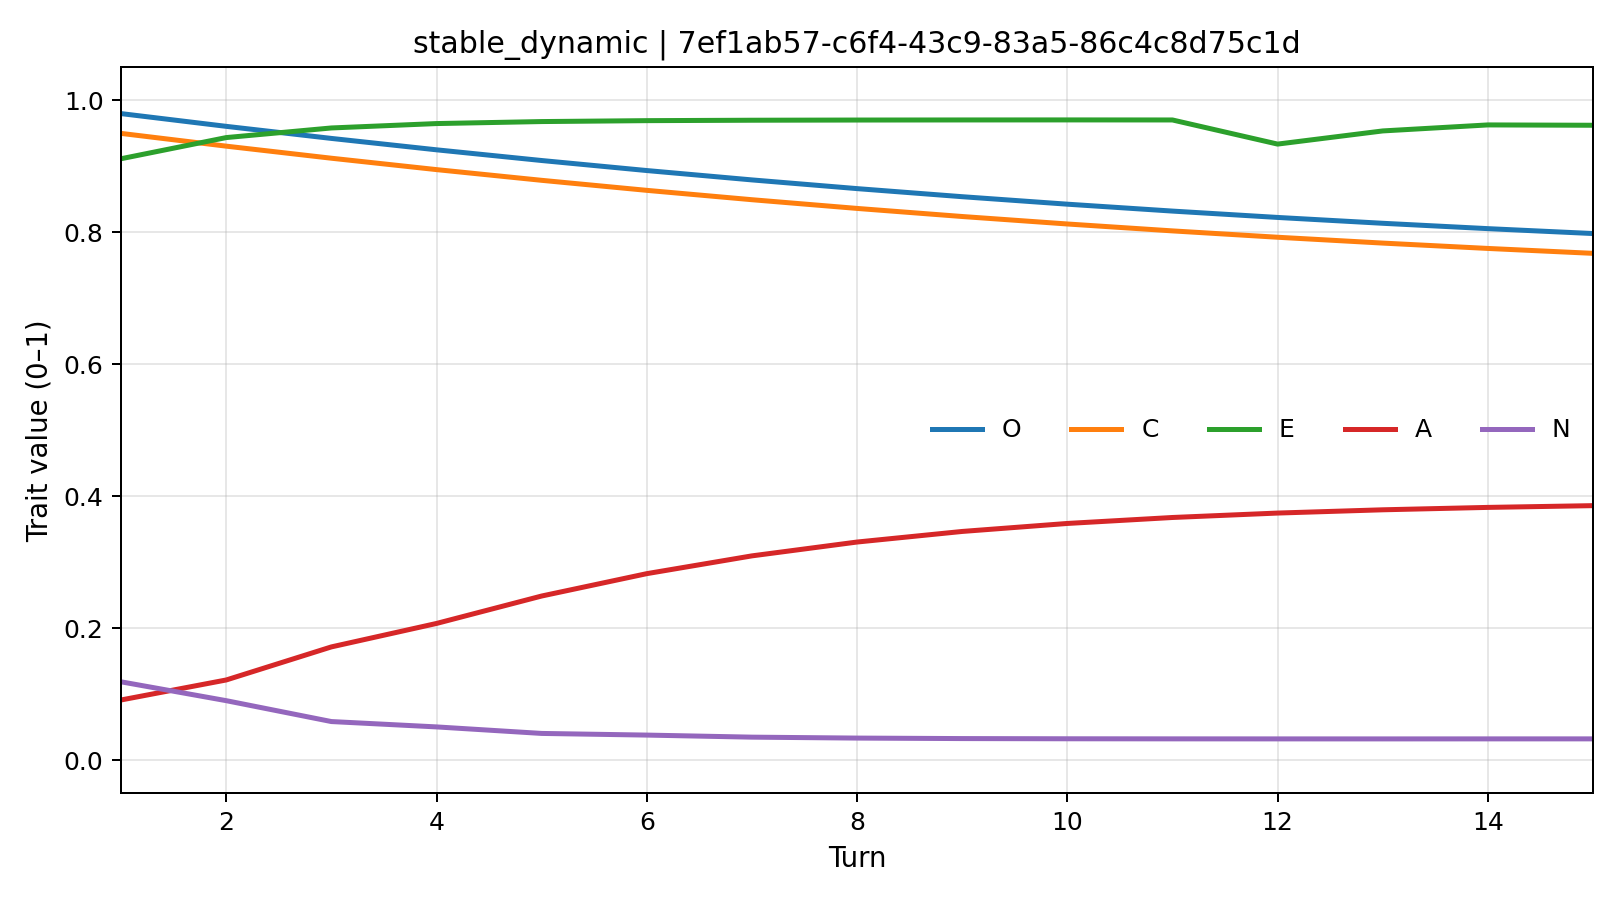 stable_dynamic | 7ef1ab57-c6f4-43c9-83a5-86c4c8d75c1d
1.0
0.8
0.6
0.4
0.2
0.0
Trait value (0–1)
O C E A N
2 4 6 8 10 12 14
Turn